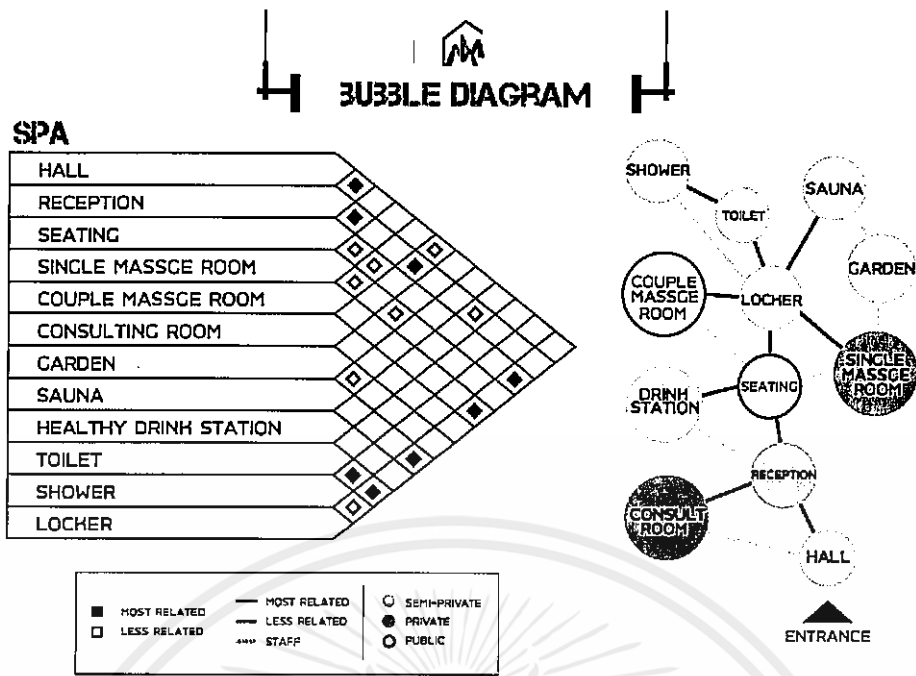 BUBBLE DIAGRAM
SPA
HALL
RECEPTION
SEATING
SINGLE MASSGE ROOM
COUPLE MASSGE ROOM
CONSULTING ROOM
GARDEN
SAUNA
HEALTHY DRINK STATION
TOILET
SHOWER
LOCKER
SHOWER
SAUNA
TOILET
GARDEN
COUPLE
MASSGE
ROOM
LOCKER
SINGLE
MASSGE
ROOM
SEATING
DRINK
STATION
RECEPTION
CONSULT
ROOM
HALL
ENTRANCE
MOST RELATED
LESS RELATED
MOST RELATED
LESS RELATED
STAFF
SEMI-PRIVATE
PRIVATE
PUBLIC